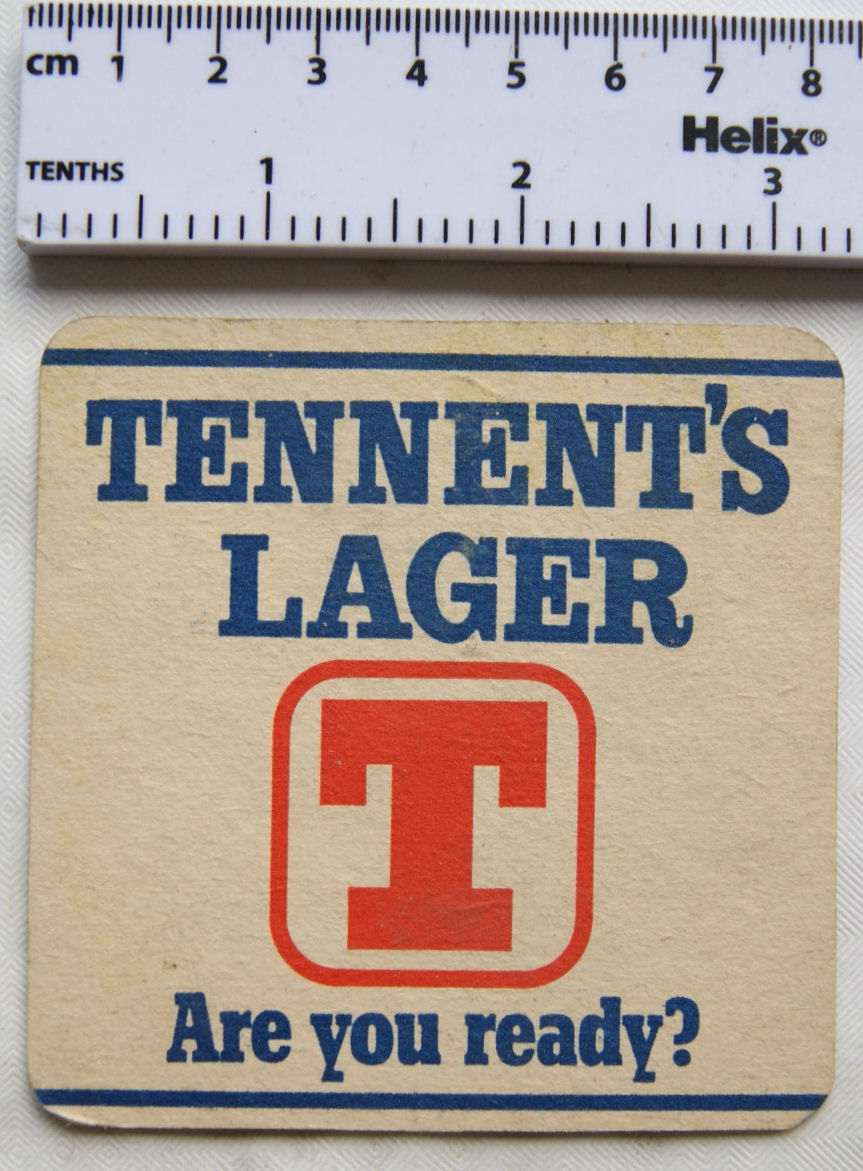 cm 1 2 3 4 5 6 7 8
Helix®
TENTHS 1 2 3
TENNENT'S
LAGER
T
Are you ready?